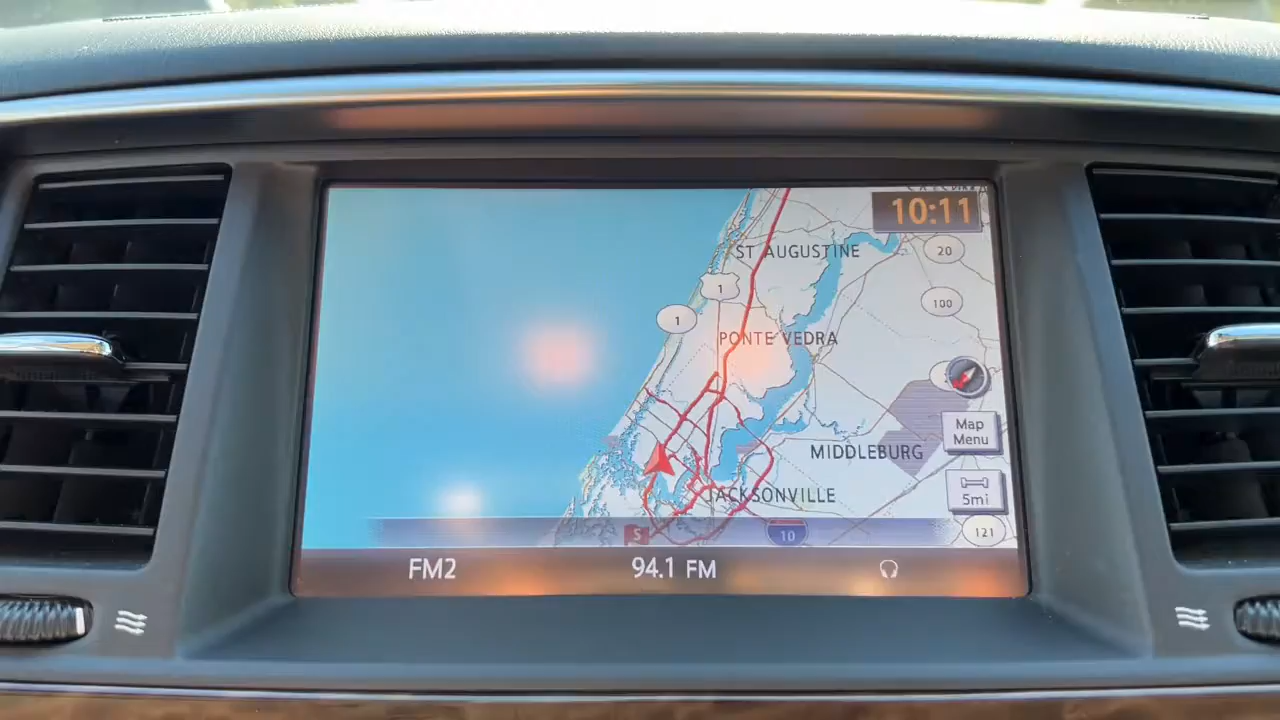 10:11
ST AUGUSTINE
20
1
100
1
PONTE VEDRA
Map
Menu
MIDDLEBURG
5mi
JACKSONVILLE
S
10
121
FM2
94.1 FM